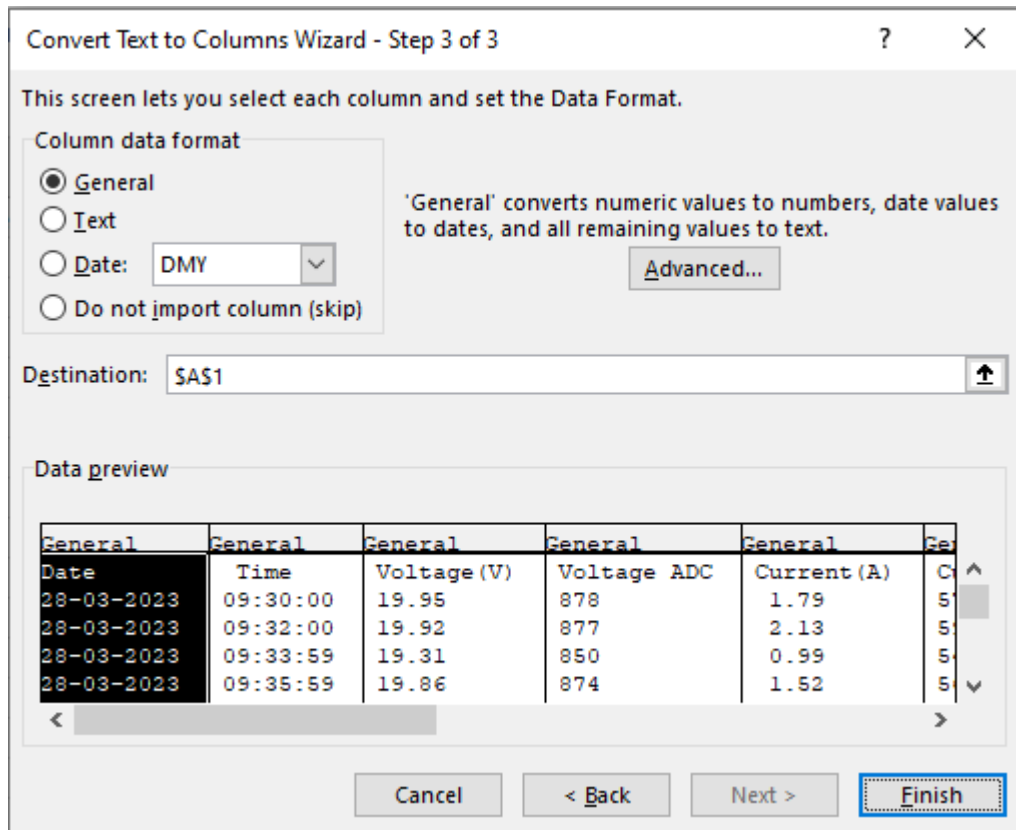 Convert Text to Columns Wizard - Step 3 of 3 ?
This screen lets you select each column and set the Data Format.
Column data format
General
Text
Date: DMY
Do not import column (skip)
'General' converts numeric values to numbers, date values
to dates, and all remaining values to text.
Advanced...
Destination: $A$1
Data preview
General General General General General
Date Time Voltage(V) Voltage ADC Current(A)
28-03-2023 09:30:00 19.95 878 1.79
28-03-2023 09:32:00 19.92 877 2.13
28-03-2023 09:33:59 19.31 850 0.99
28-03-2023 09:35:59 19.86 874 1.52
Cancel < Back Next > Finish